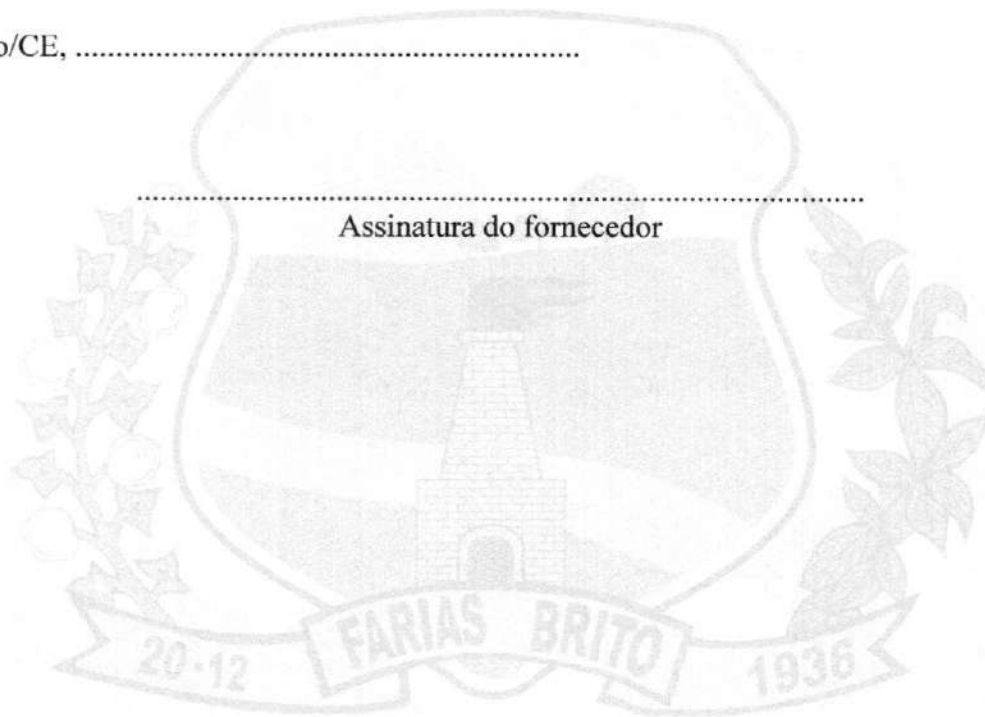 o/CE, ........................................................................
........................................................................................................
Assinatura do fornecedor
FARIAS BRITO
20-12
1936